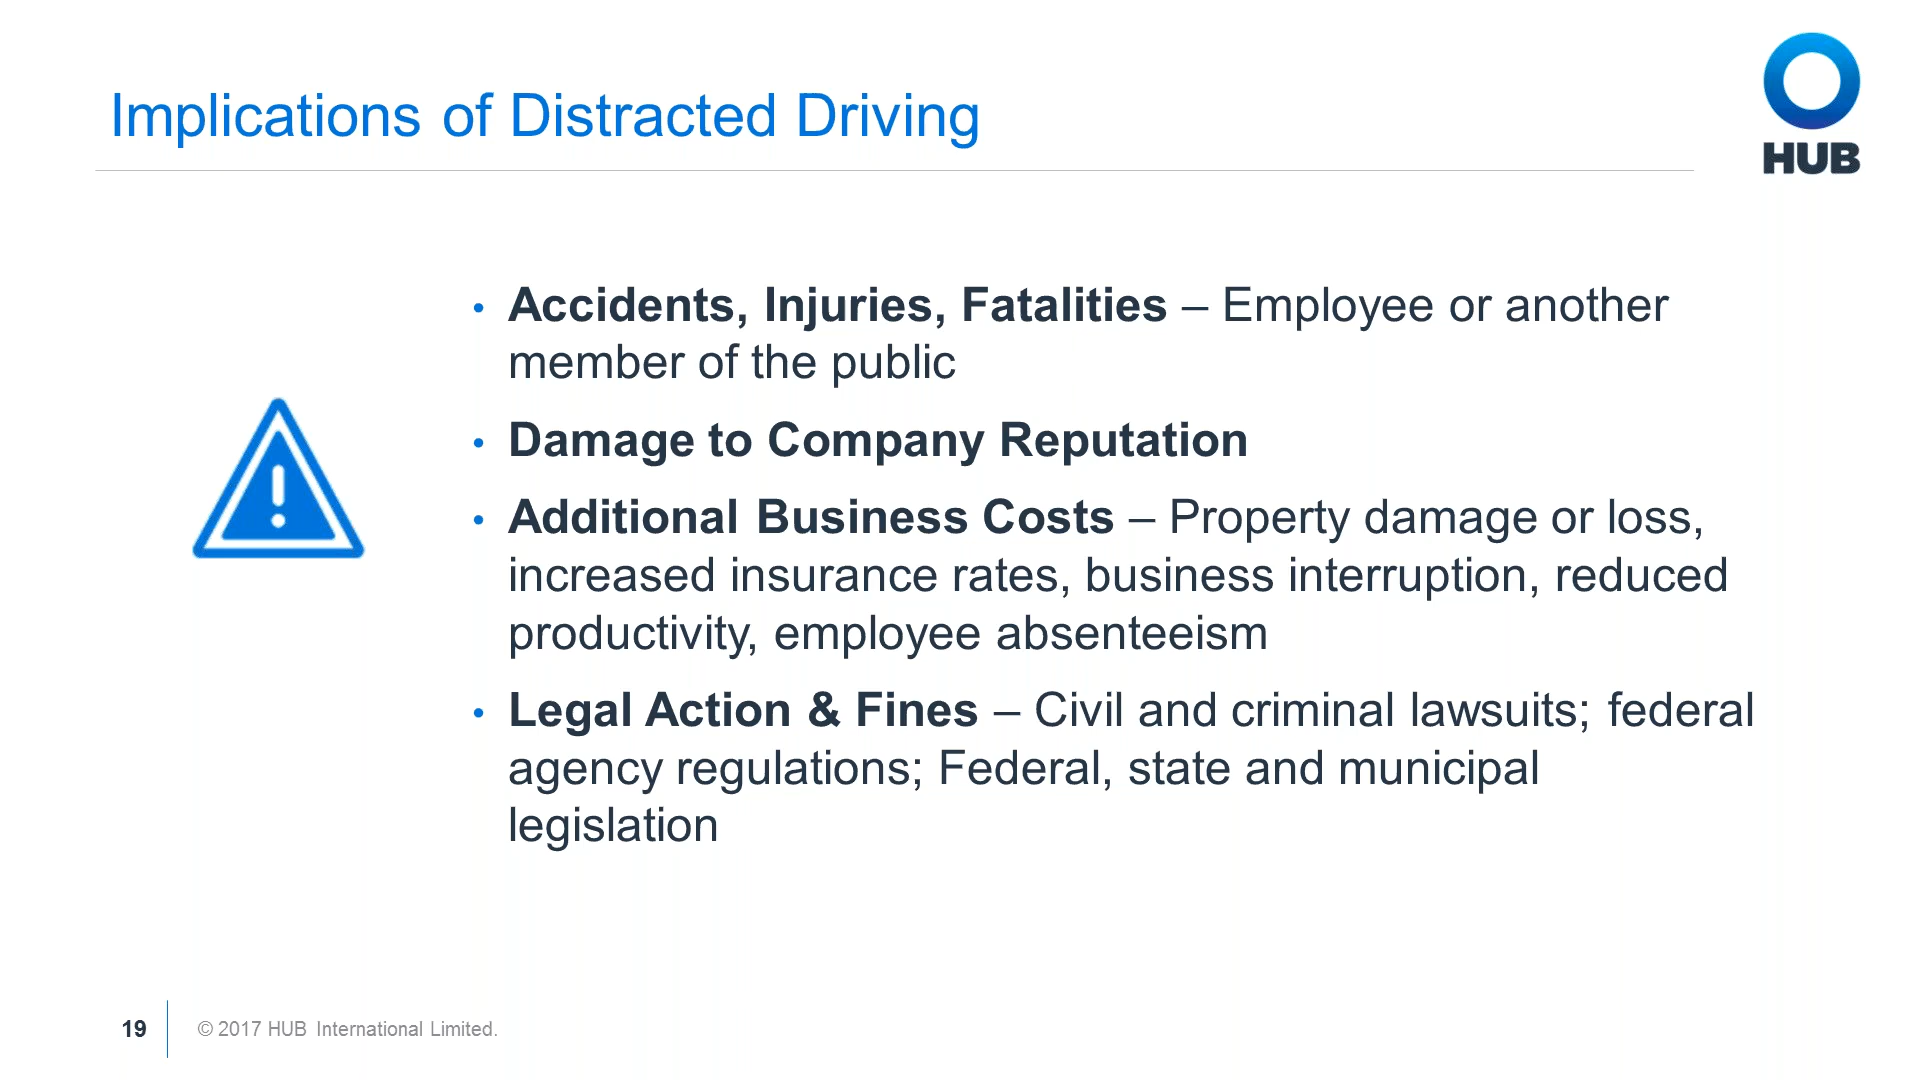 Implications of Distracted Driving
HUB
• Accidents, Injuries, Fatalities – Employee or another
member of the public
• Damage to Company Reputation
• Additional Business Costs – Property damage or loss,
increased insurance rates, business interruption, reduced
productivity, employee absenteeism
• Legal Action & Fines – Civil and criminal lawsuits; federal
agency regulations; Federal, state and municipal
legislation
19
© 2017 HUB International Limited.